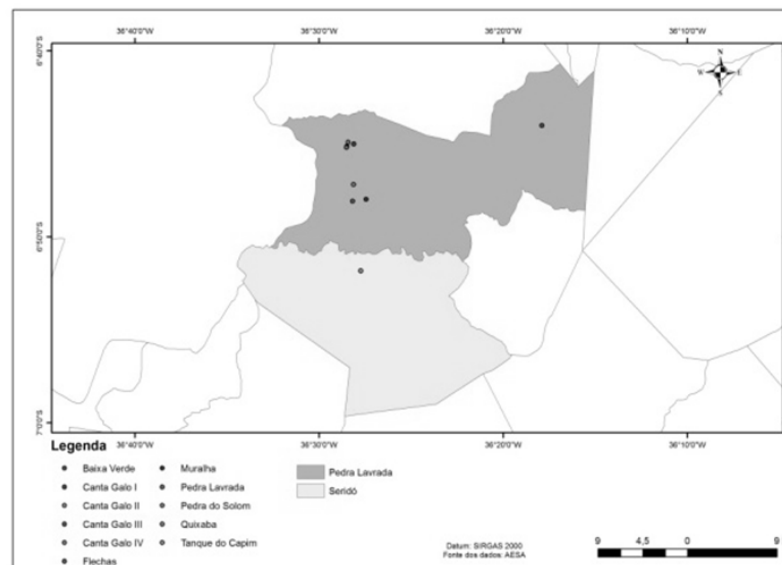 36°40'0"W 36°30'0"W 36°20'0"W 36°10'0"W
6°40'0"S
N
W E
S
6°50'0"S
7°0'0"S
36°40'0"W 36°30'0"W 36°20'0"W 36°10'0"W
Legenda
Baixa Verde Muralha Pedra Lavrada
Canta Galo I Pedra Lavrada Seridó
Canta Galo II Pedra do Solom
Canta Galo III Quixaba
Canta Galo IV Tanque do Capim
Flechas
Datum: SIRGAS 2000
Fonte dos dados: AESA
9 4,5 0 9